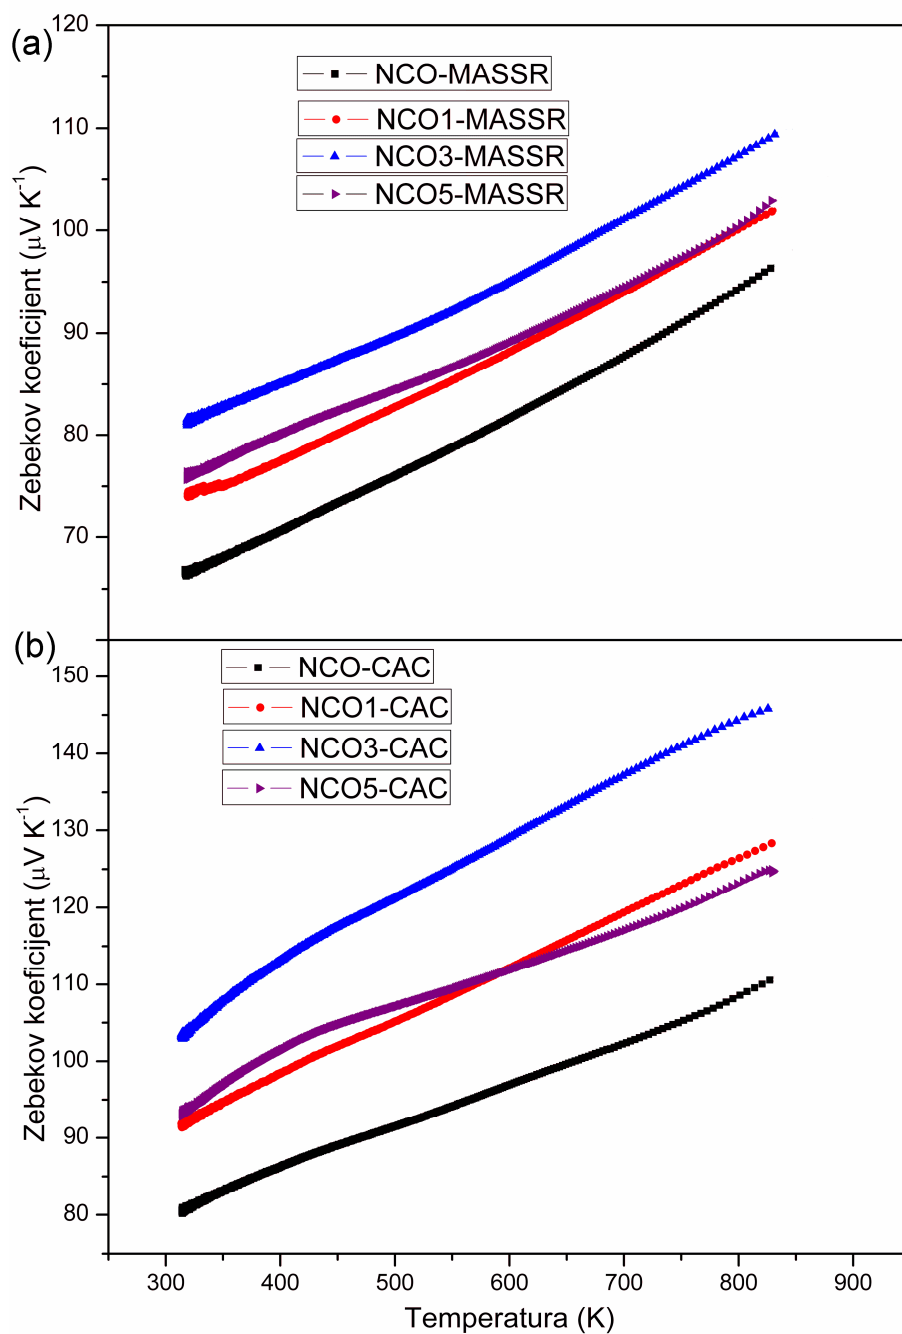 (a)
120
110
100
90
80
70
Zebekov koeficijent (μV K⁻¹)
NCO-MASSR
NCO1-MASSR
NCO3-MASSR
NCO5-MASSR
(b)
150
140
130
120
110
100
90
80
Zebekov koeficijent (μV K⁻¹)
NCO-CAC
NCO1-CAC
NCO3-CAC
NCO5-CAC
300 400 500 600 700 800 900
Temperatura (K)